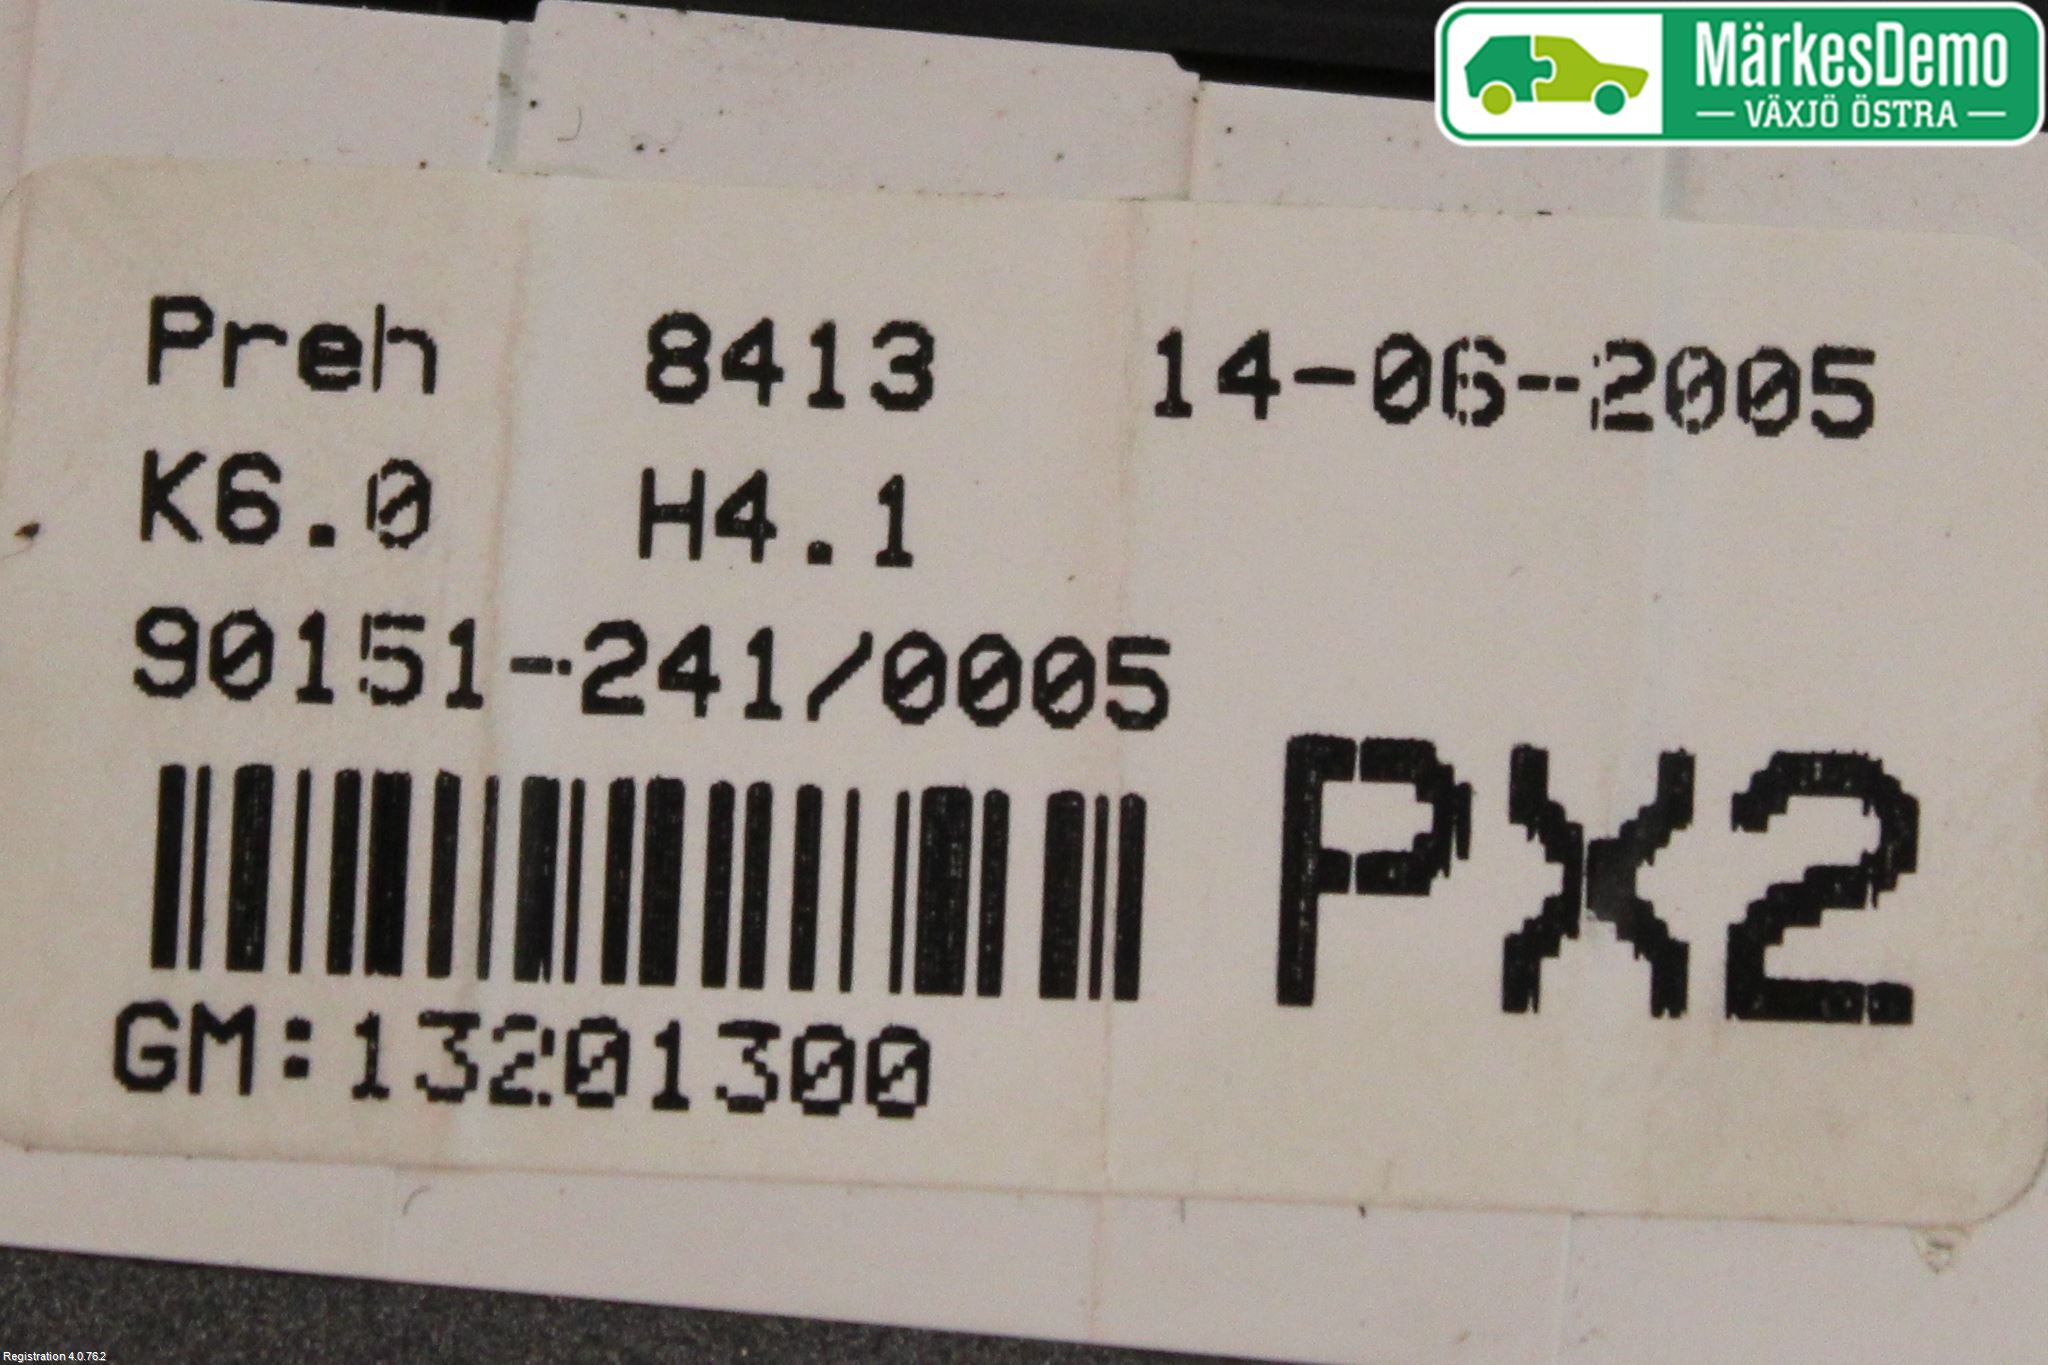 MärkesDemo
— VÄXJÖ ÖSTRA —
Preh 8413 14-06-2005
K6.0 H4.1
90151-241/0005
PX2
GM:13201300
Registration 4.0.76.2